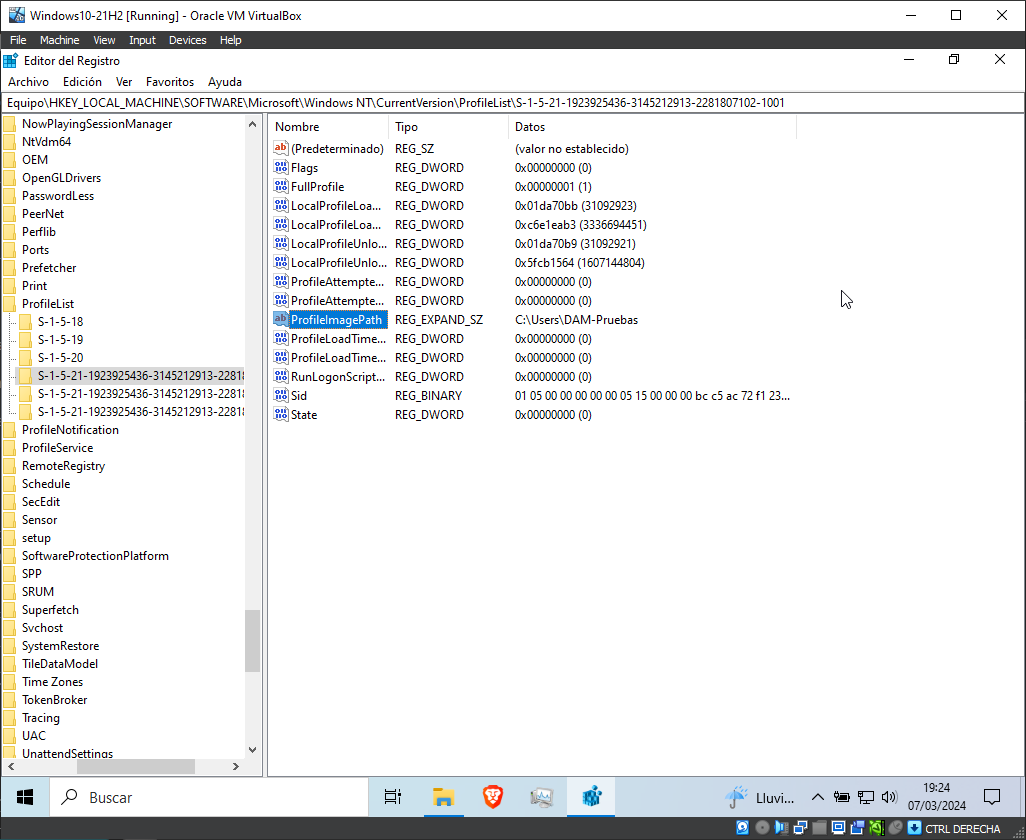 Windows10-21H2 [Running] - Oracle VM VirtualBox
File Machine View Input Devices Help
Editor del Registro
Archivo Edición Ver Favoritos Ayuda
Equipo\HKEY_LOCAL_MACHINE\SOFTWARE\Microsoft\Windows NT\CurrentVersion\ProfileList\S-1-5-21-1923925436-3145212913-2281807102-1001
NowPlayingSessionManager
NtVdm64
OEM
OpenGLDrivers
PasswordLess
PeerNet
Perflib
Ports
Prefetcher
Print
ProfileList
S-1-5-18
S-1-5-19
S-1-5-20
S-1-5-21-1923925436-3145212913-22818
S-1-5-21-1923925436-3145212913-22818
S-1-5-21-1923925436-3145212913-22818
ProfileNotification
ProfileService
RemoteRegistry
Schedule
SecEdit
Sensor
setup
SoftwareProtectionPlatform
SPP
SRUM
Superfetch
Svchost
SystemRestore
TileDataModel
Time Zones
TokenBroker
Tracing
UAC
UnattendSettings
Nombre Tipo Datos
(Predeterminado) REG_SZ (valor no establecido)
Flags REG_DWORD 0x00000000 (0)
FullProfile REG_DWORD 0x00000001 (1)
LocalProfileLoa... REG_DWORD 0x01da70bb (31092923)
LocalProfileLoa... REG_DWORD 0xc6e1eab3 (3336694451)
LocalProfileUnlo... REG_DWORD 0x01da70b9 (31092921)
LocalProfileUnlo... REG_DWORD 0x5fcb1564 (1607144804)
ProfileAttempte... REG_DWORD 0x00000000 (0)
ProfileAttempte... REG_DWORD 0x00000000 (0)
ProfileImagePath REG_EXPAND_SZ C:\Users\DAM-Pruebas
ProfileLoadTime... REG_DWORD 0x00000000 (0)
ProfileLoadTime... REG_DWORD 0x00000000 (0)
RunLogonScript... REG_DWORD 0x00000000 (0)
Sid REG_BINARY 01 05 00 00 00 00 00 05 15 00 00 00 bc c5 ac 72 f1 23...
State REG_DWORD 0x00000000 (0)
Buscar
Lluvi...
19:24
07/03/2024
CTRL DERECHA